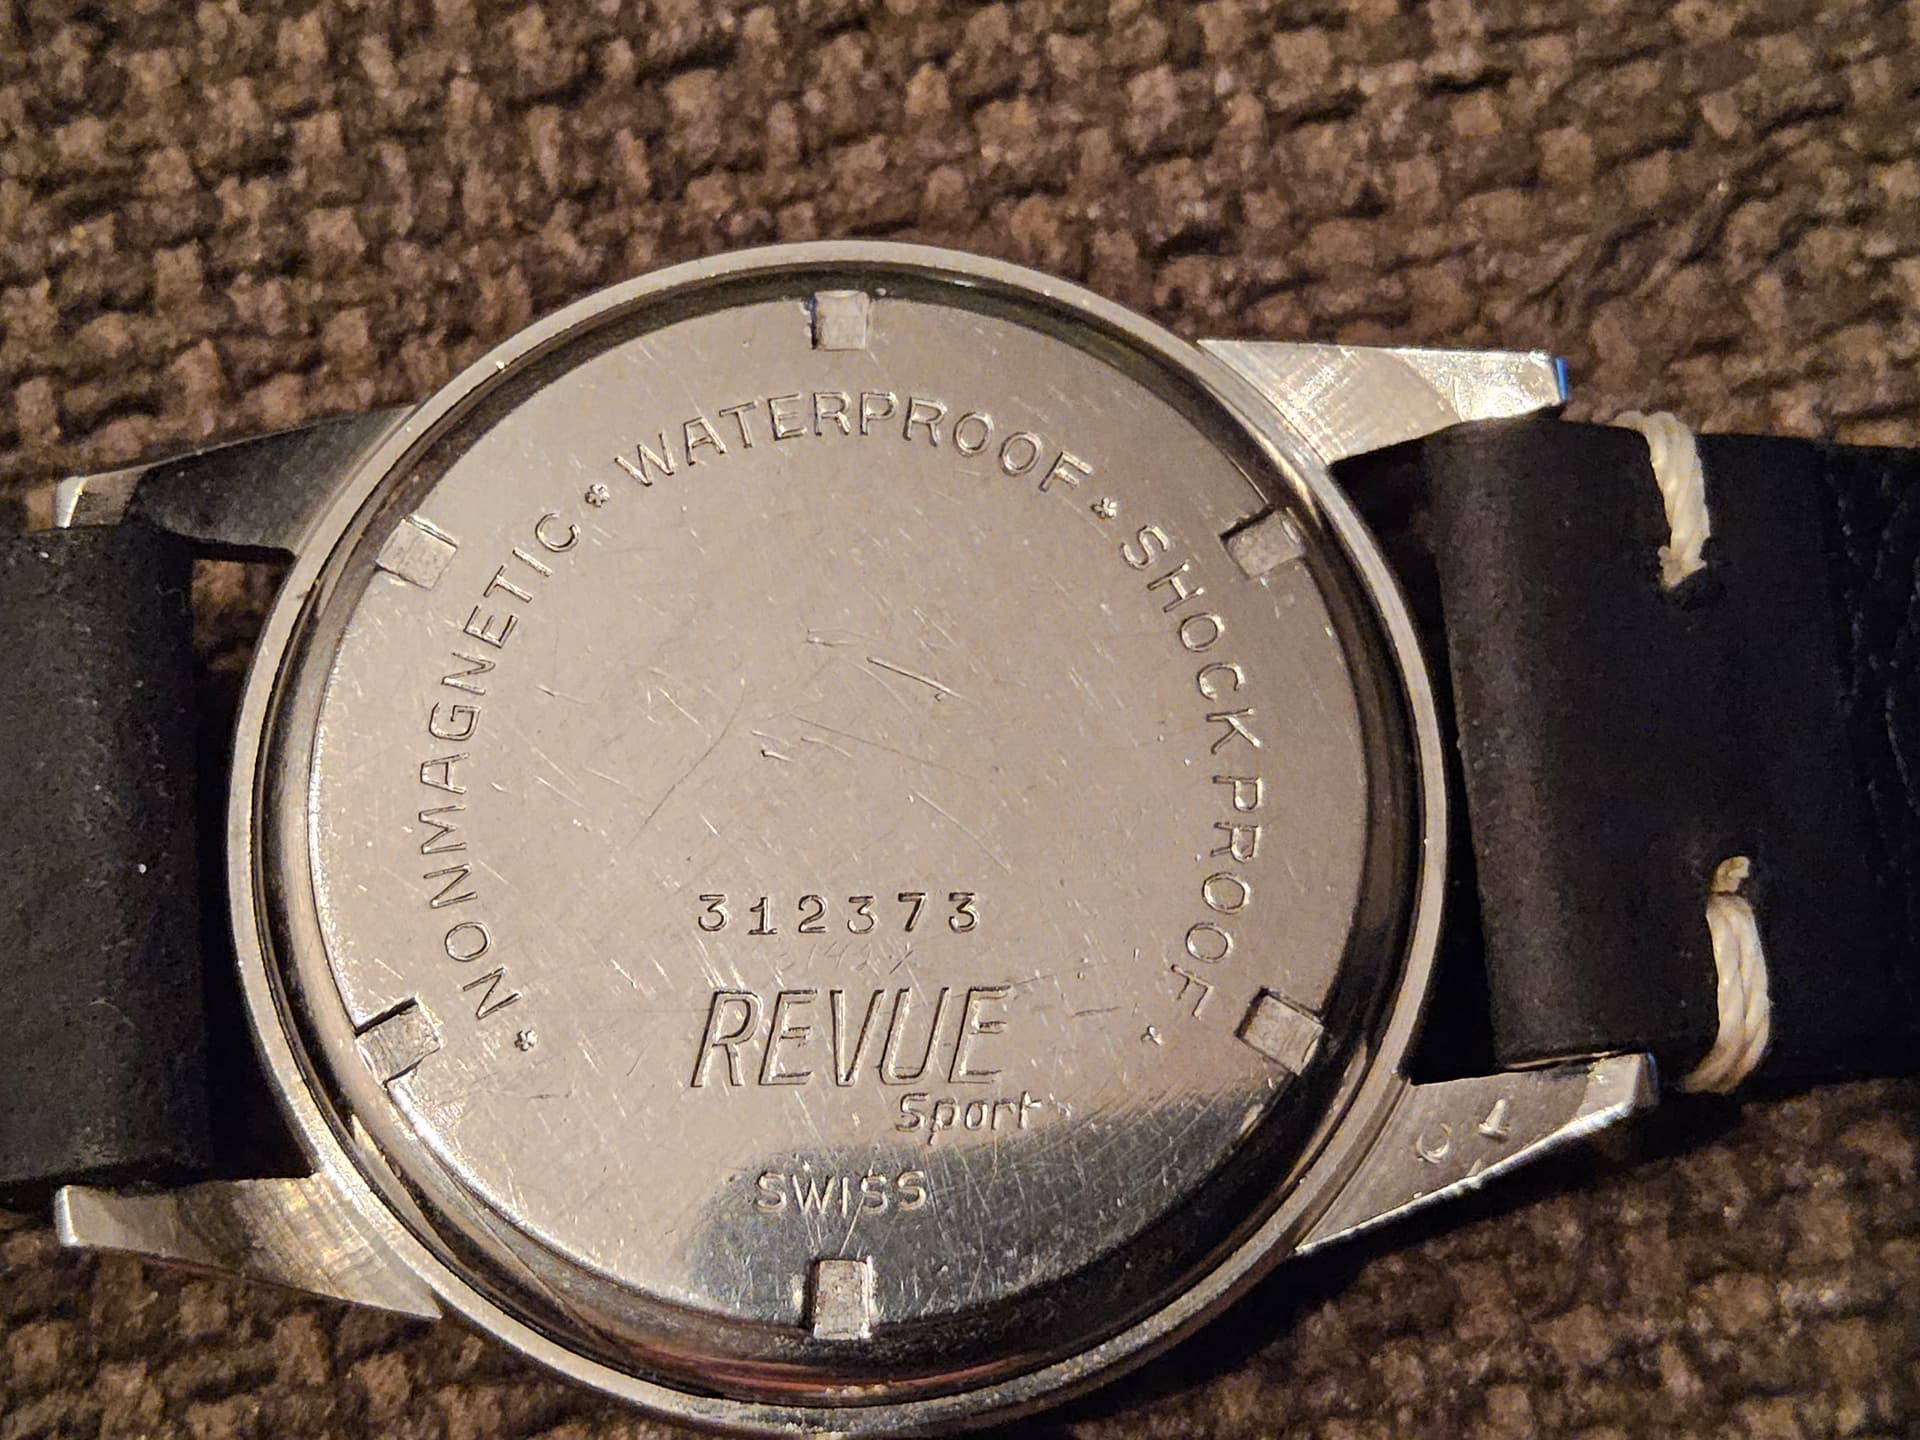 * NONMAGNETIC * WATERPROOF * SHOCKPROOF *
312373
REVUE
Sport
SWISS